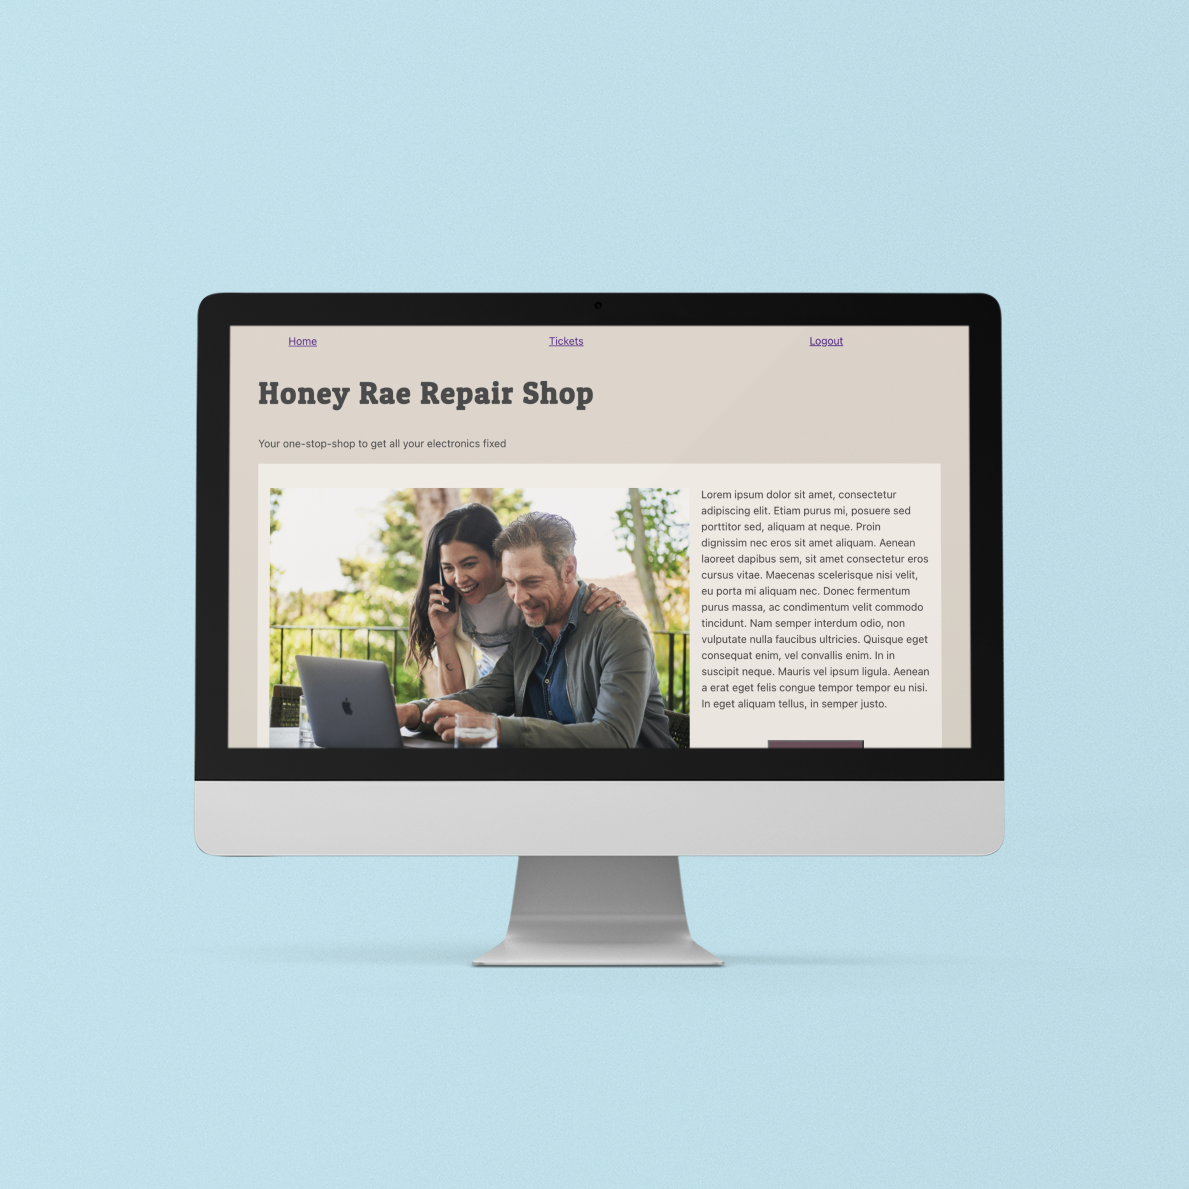 Home Tickets Logout
Honey Rae Repair Shop
Your one-stop-shop to get all your electronics fixed
Lorem ipsum dolor sit amet, consectetur
adipiscing elit. Etiam purus mi, posuere sed
porttitor sed, aliquam at neque. Proin
dignissim nec eros sit amet aliquam. Aenean
laoreet dapibus sem, sit amet consectetur eros
cursus vitae. Maecenas scelerisque nisi velit,
eu porta mi aliquam nec. Donec fermentum
purus massa, ac condimentum velit commodo
tincidunt. Nam semper interdum odio, non
vulputate nulla faucibus ultricies. Quisque eget
consequat enim, vel convallis enim. In in
suscipit neque. Mauris vel ipsum ligula. Aenean
a erat eget felis congue tempor tempor eu nisi.
In eget aliquam tellus, in semper justo.